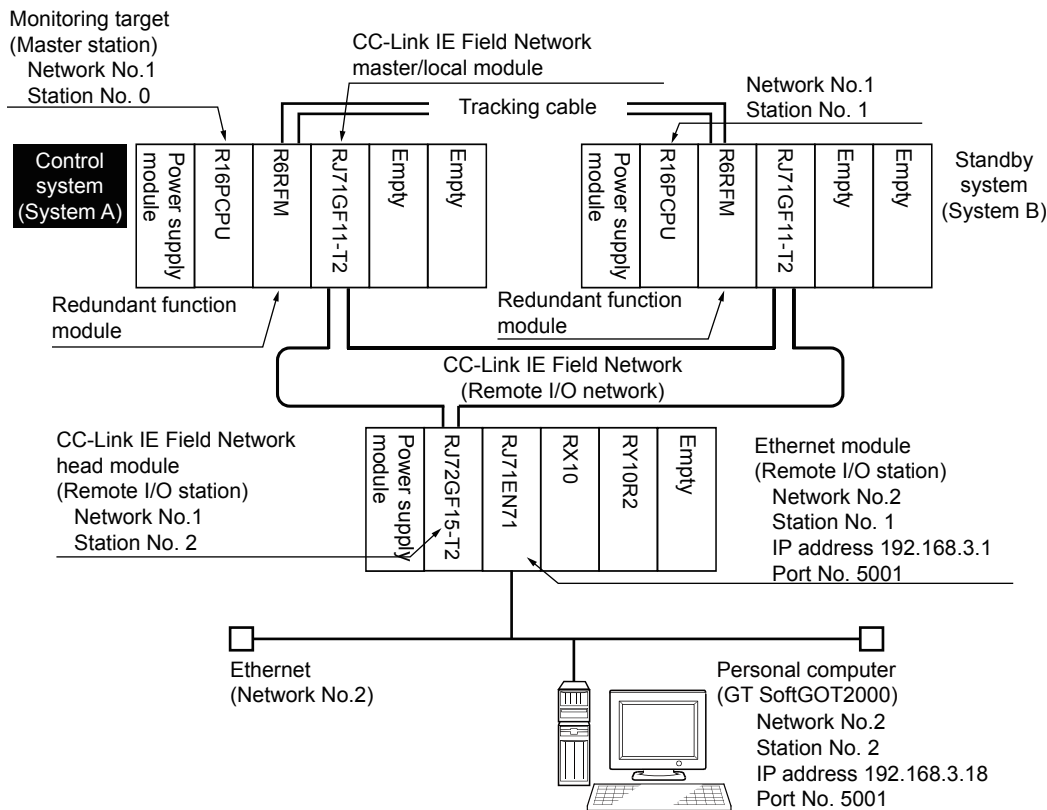 Monitoring target
(Master station)
Network No.1
Station No. 0
CC-Link IE Field Network
master/local module
Tracking cable
Network No.1
Station No. 1
Control
system
(System A)
Power supply
module
R16PCPU
R6RFM
RJ71GF11-T2
Empty
Empty
Power supply
module
R16PCPU
R6RFM
RJ71GF11-T2
Empty
Empty
Standby
system
(System B)
Redundant function
module
Redundant function
module
CC-Link IE Field Network
(Remote I/O network)
CC-Link IE Field Network
head module
(Remote I/O station)
Network No.1
Station No. 2
Power supply
module
RJ72GF15-T2
RJ71EN71
RX10
RY10R2
Empty
Ethernet module
(Remote I/O station)
Network No.2
Station No. 1
IP address 192.168.3.1
Port No. 5001
Ethernet
(Network No.2)
Personal computer
(GT SoftGOT2000)
Network No.2
Station No. 2
IP address 192.168.3.18
Port No. 5001